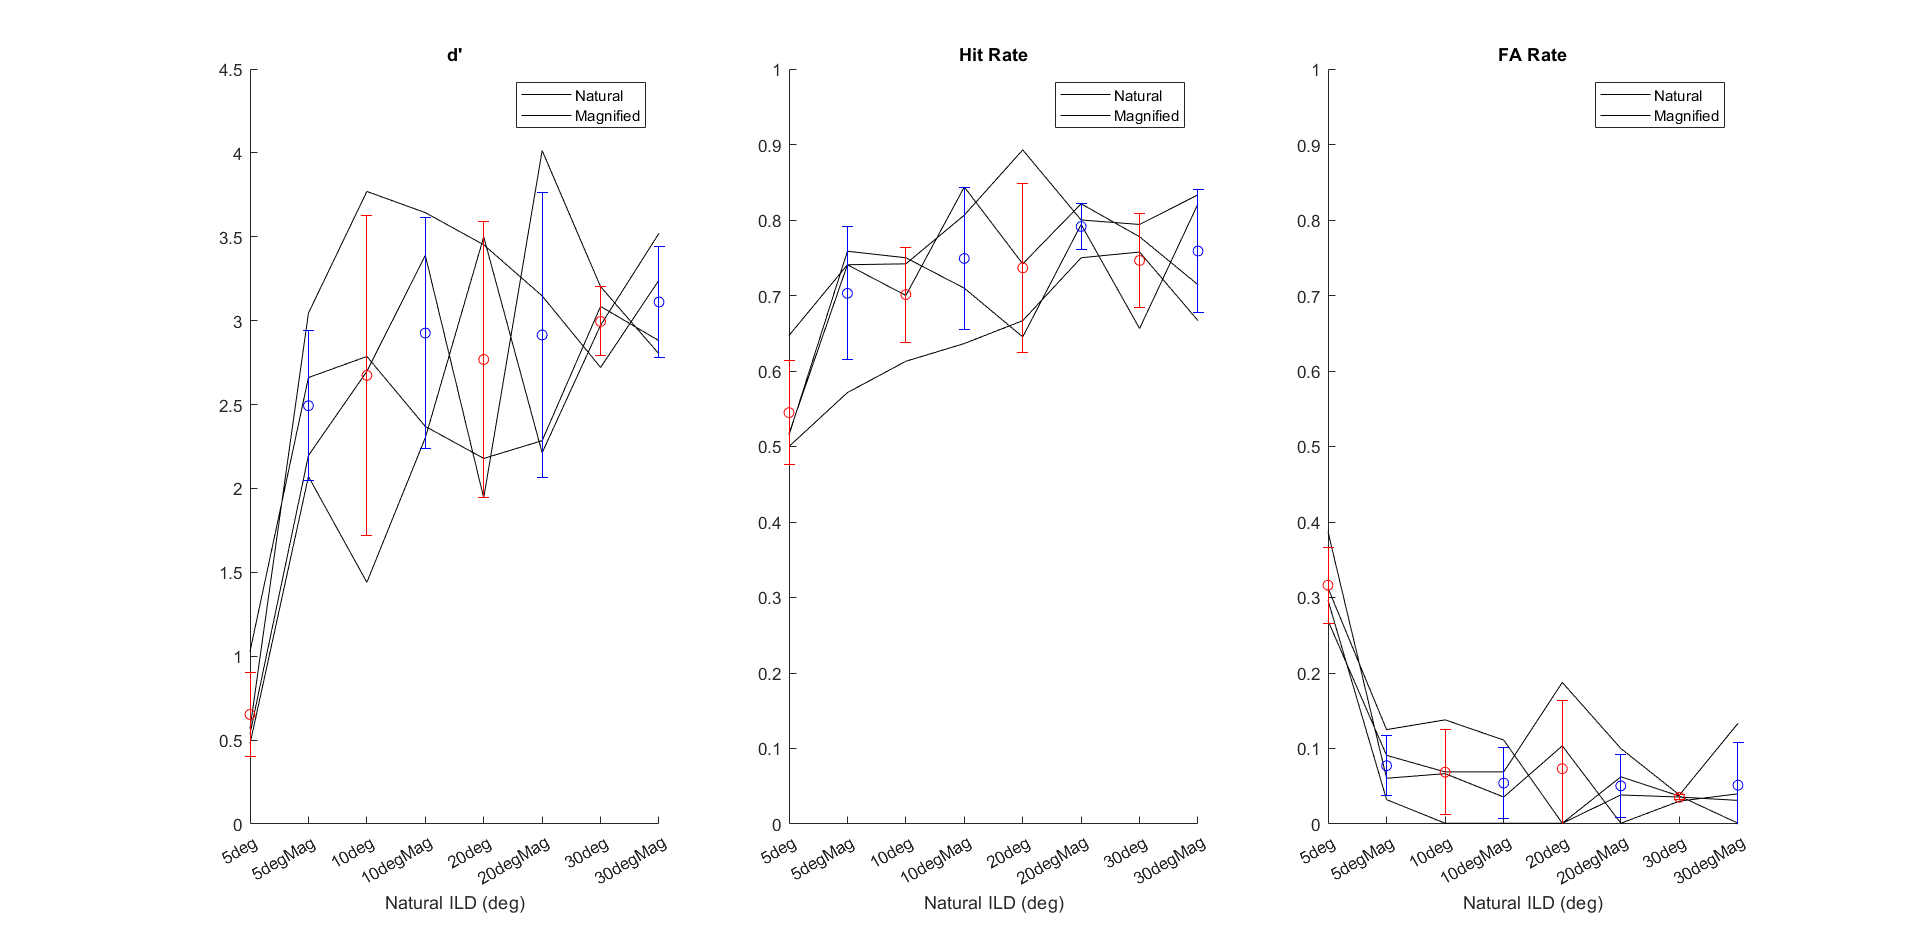 d'
4.5
4
3.5
3
2.5
2
1.5
1
0.5
0
Natural
Magnified
5deg
5degMag
10deg
10degMag
20deg
20degMag
30deg
30degMag
Natural ILD (deg)
Hit Rate
1
0.9
0.8
0.7
0.6
0.5
0.4
0.3
0.2
0.1
0
Natural
Magnified
5deg
5degMag
10deg
10degMag
20deg
20degMag
30deg
30degMag
Natural ILD (deg)
FA Rate
1
0.9
0.8
0.7
0.6
0.5
0.4
0.3
0.2
0.1
0
Natural
Magnified
5deg
5degMag
10deg
10degMag
20deg
20degMag
30deg
30degMag
Natural ILD (deg)